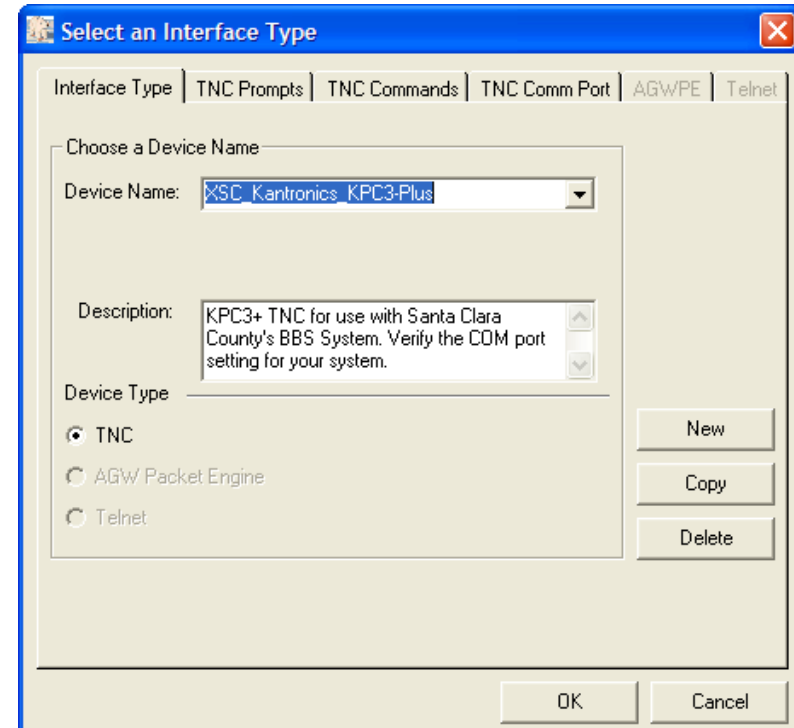 Select an Interface Type
Interface Type TNC Prompts TNC Commands TNC Comm Port AGWPE Telnet
Choose a Device Name
Device Name: XSC_Kantronics_KPC3-Plus
Description: KPC3+ TNC for use with Santa Clara
County's BBS System. Verify the COM port
setting for your system.
Device Type
TNC
New
AGW Packet Engine
Copy
Telnet
Delete
OK Cancel